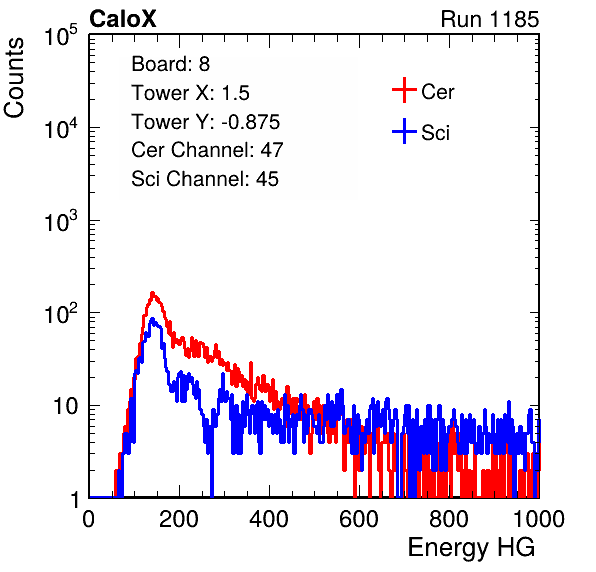 CaloX Run 1185
Counts
10^5
10^4
10^3
10^2
10
1
Board: 8
Tower X: 1.5
Tower Y: -0.875
Cer Channel: 47
Sci Channel: 45
Cer
Sci
0 200 400 600 800 1000
Energy HG